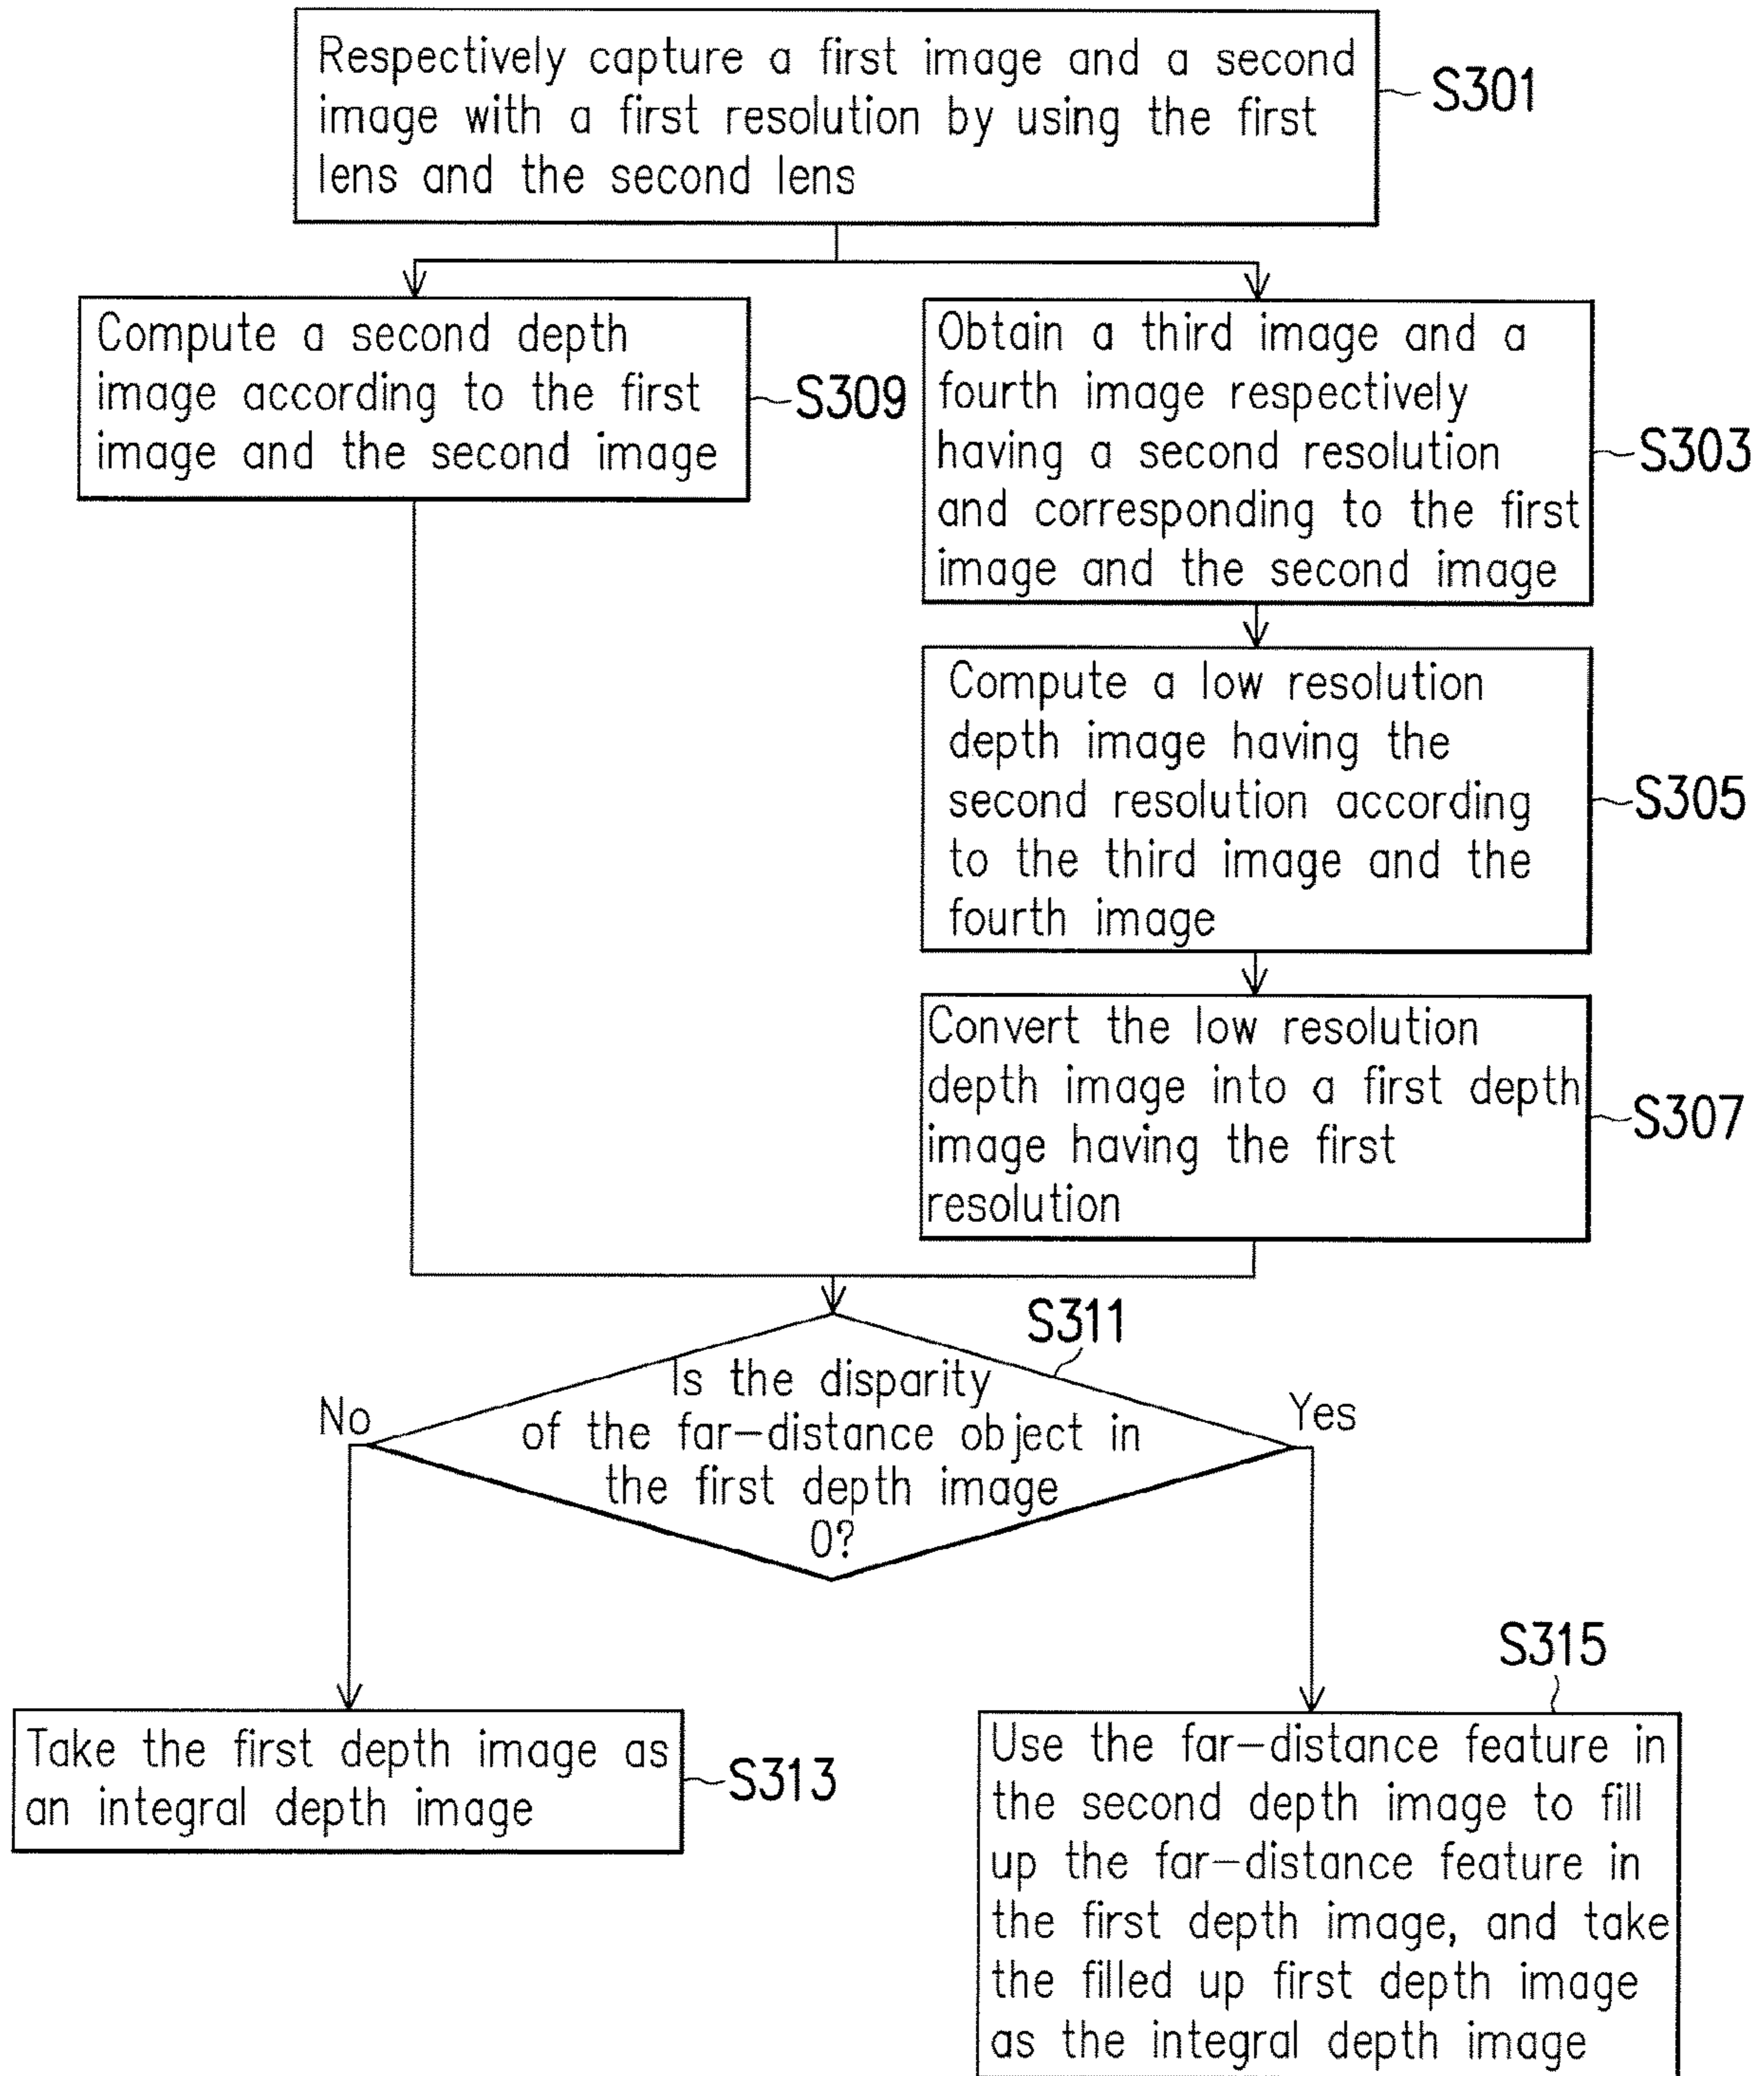 Respectively capture a first image and a second
image with a first resolution by using the first
lens and the second lens
S301
Compute a second depth
image according to the first
image and the second image
S309
Obtain a third image and a
fourth image respectively
having a second resolution
and corresponding to the first
image and the second image
S303
Compute a low resolution
depth image having the
second resolution according
to the third image and the
fourth image
S305
Convert the low resolution
depth image into a first depth
image having the first
resolution
S307
S311
Is the disparity
of the far-distance object in
the first depth image
0?
No
Yes
Take the first depth image as
an integral depth image
S313
S315
Use the far-distance feature in
the second depth image to fill
up the far-distance feature in
the first depth image, and take
the filled up first depth image
as the integral depth image